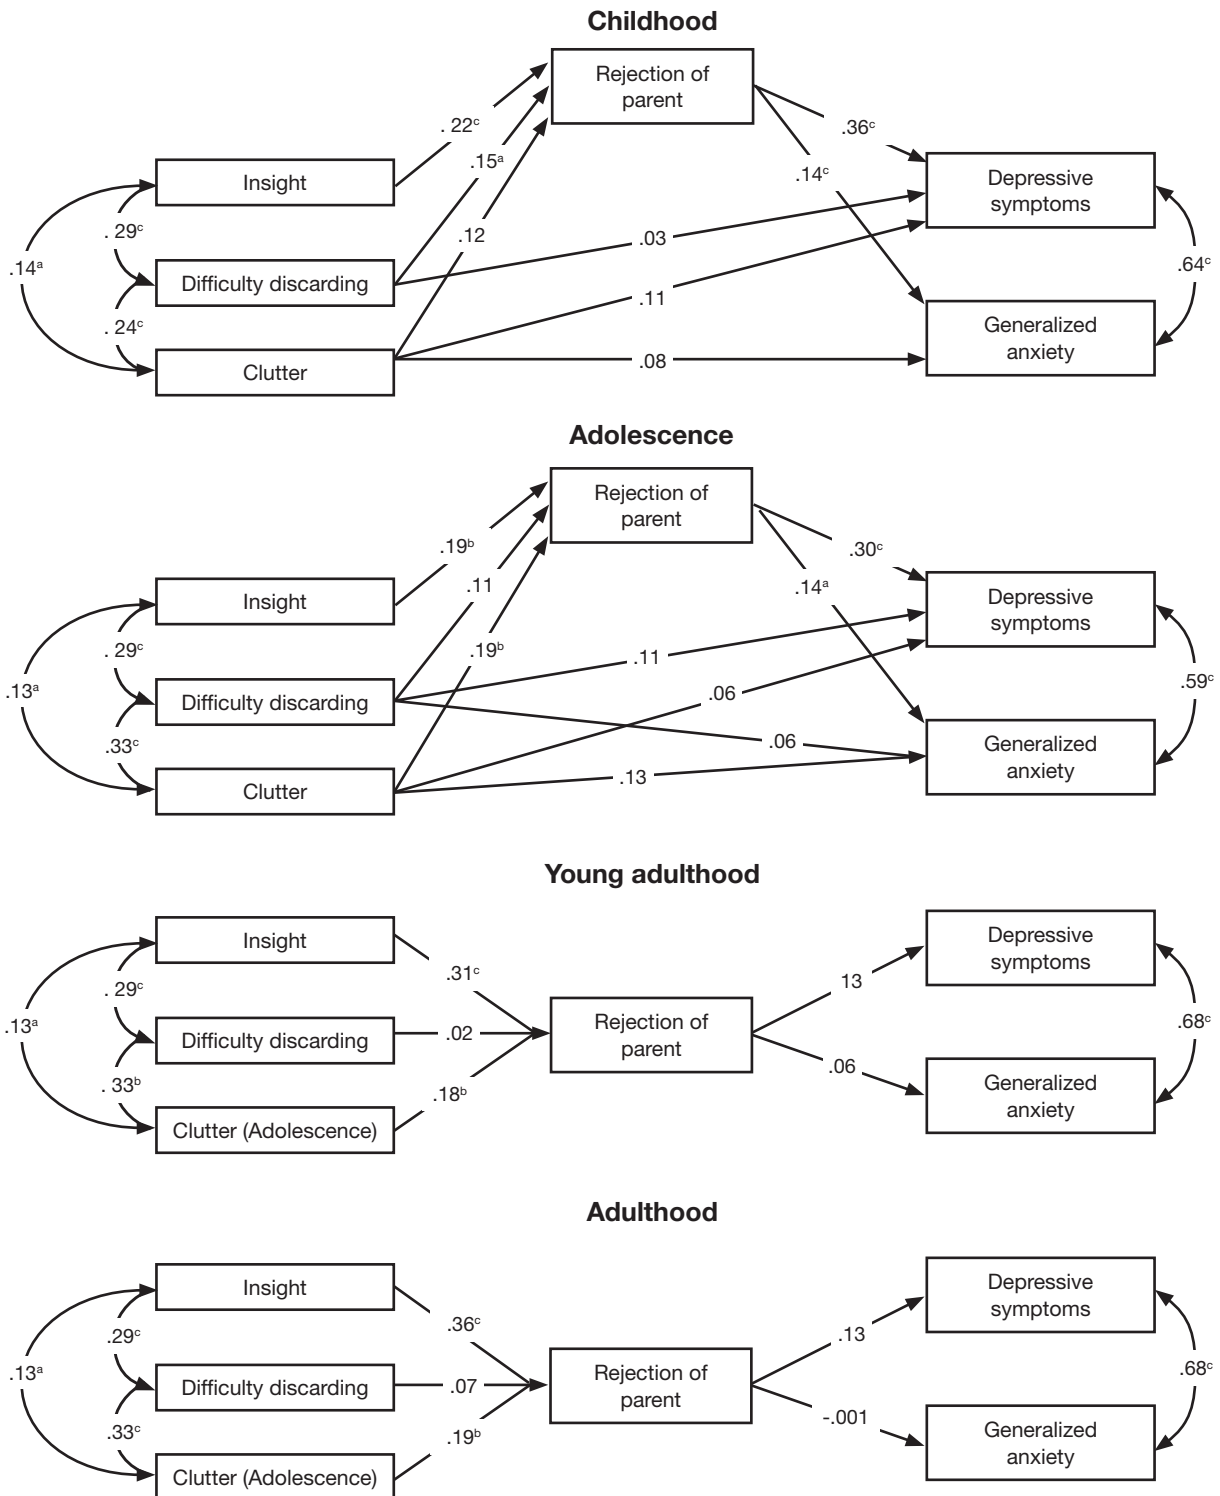 Childhood
Rejection of
parent
. 22c
.36c
.15a
.14c
Insight
Depressive
symptoms
. 29c
.12
.03
.14a
.64c
Difficulty discarding
.11
. 24c
Generalized
anxiety
Clutter
.08
Adolescence
Rejection of
parent
.19b
.30c
.11
.14a
Insight
Depressive
symptoms
. 29c
.19b
.11
.13a
.59c
Difficulty discarding
.06
.33c
.06
Generalized
anxiety
Clutter
.13
Young adulthood
Insight
Depressive
symptoms
.31c
13
. 29c
.13a
.68c
Difficulty discarding
.02
Rejection of
parent
.06
. 33b
.18b
Generalized
anxiety
Clutter (Adolescence)
Adulthood
Insight
Depressive
symptoms
.36c
.13
.29c
.13a
.68c
Difficulty discarding
.07
Rejection of
parent
-.001
.33c
.19b
Generalized
anxiety
Clutter (Adolescence)